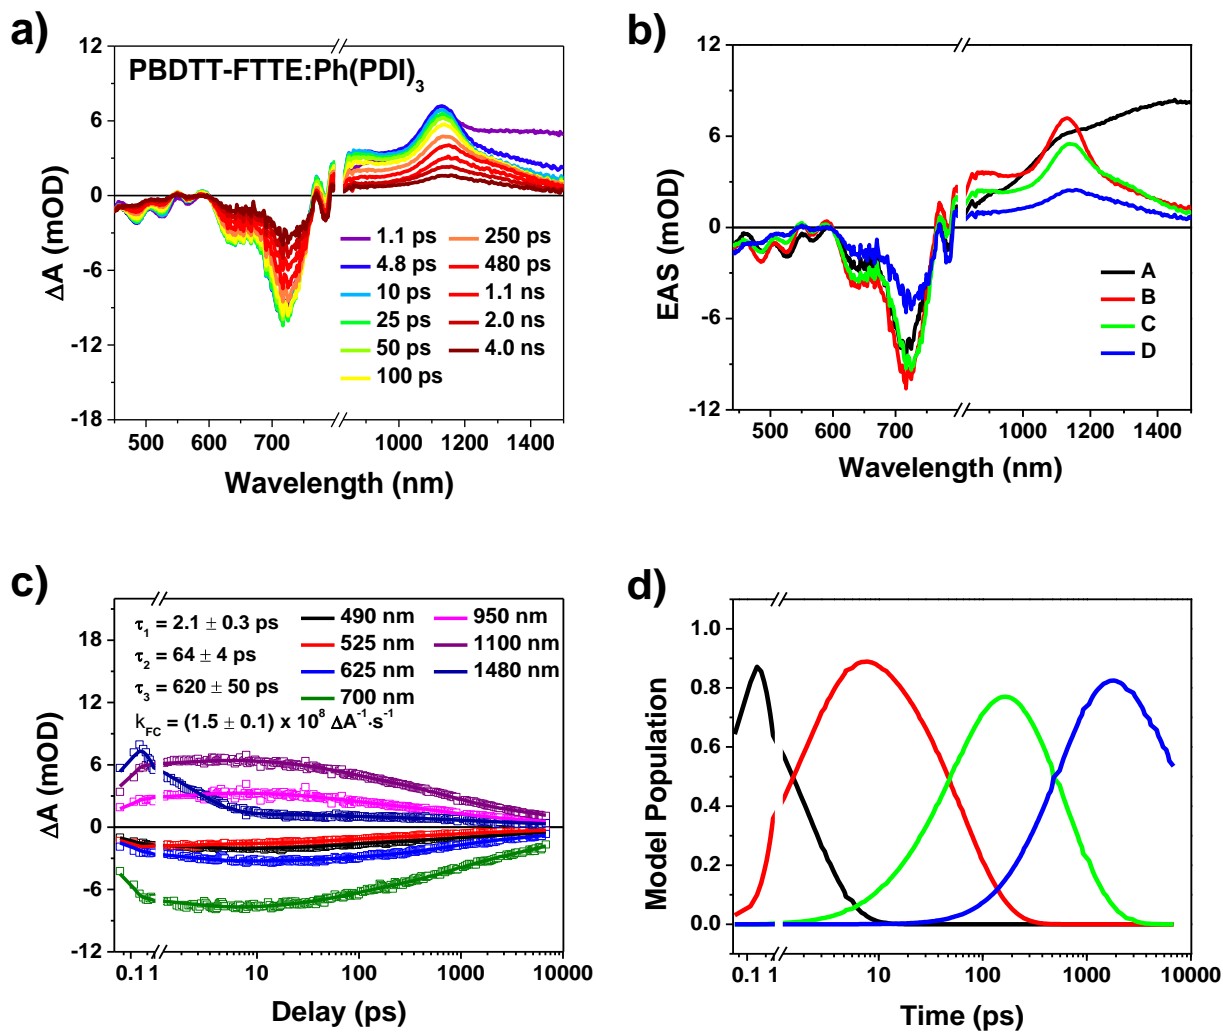 a)
PBDTT-FTTE:Ph(PDI)3
12
6
0
-6
-12
-18
ΔA (mOD)
500
700
1000
1200
1400
Wavelength (nm)
1.1 ps
4.8 ps
10 ps
25 ps
50 ps
100 ps
250 ps
480 ps
1.1 ns
2.0 ns
4.0 ns
b)
12
6
0
-6
-12
EAS (mOD)
500
600
700
1000
1200
1400
Wavelength (nm)
A
B
C
D
c)
τ1 = 2.1 ± 0.3 ps
τ2 = 64 ± 4 ps
τ3 = 620 ± 50 ps
kFC = (1.5 ± 0.1) x 10^8 ΔA^-1·s^-1
490 nm
525 nm
625 nm
700 nm
950 nm
1100 nm
1480 nm
18
12
6
0
-6
-12
ΔA (mOD)
0.1
1
10
100
1000
10000
Delay (ps)
d)
1.0
0.8
0.6
0.4
0.2
0.0
Model Population
0.1
1
10
100
1000
10000
Time (ps)